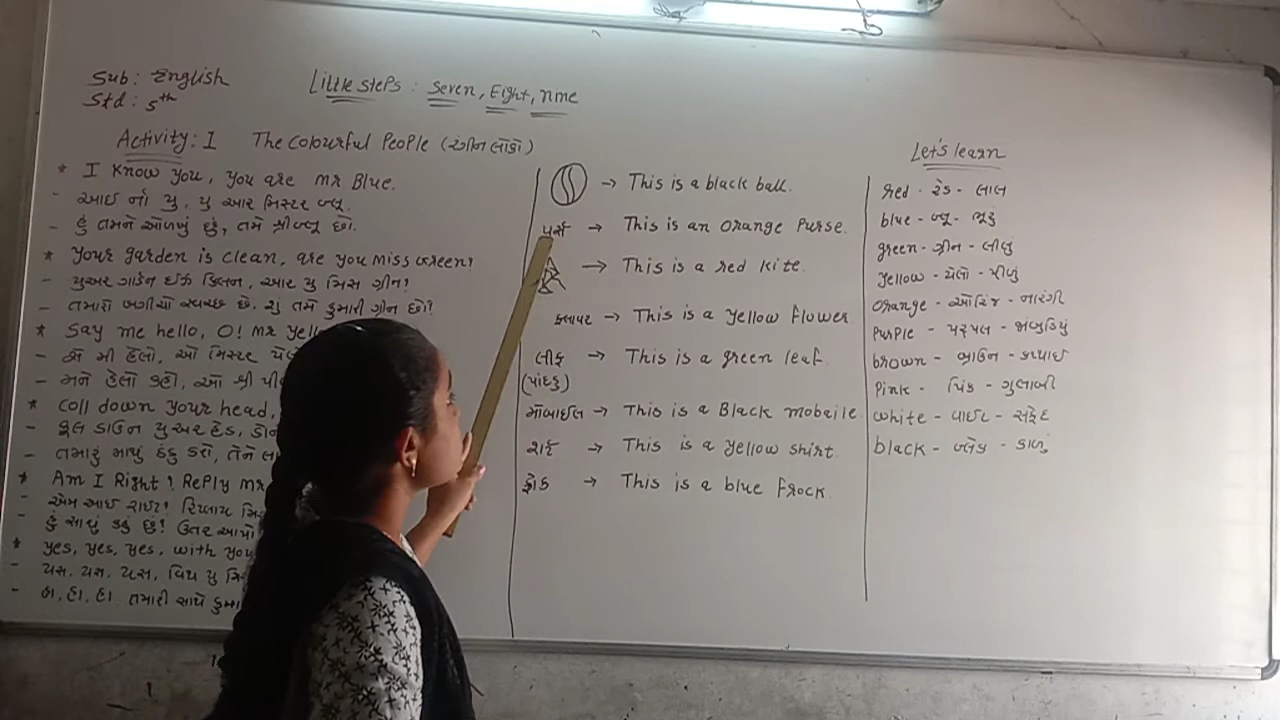 Sub: English
Std: 5th
Little steps : Seven, Eight, nine
Activity: I The Colourful People (રંગીન લોકો)
* I know you, you are Mr Blue.
- આઈ નો યુ, યુ આર મિસ્ટર બ્લૂ.
- હું તમને ઓળખું છું, તમે શ્રી બ્લૂ છો.
* Your garden is clean, are you miss Green?
- યુઅર ગાર્ડન ઈઝ ક્લિન, આર યુ મિસ ગ્રીન?
- તમારો બગીચો સ્વચ્છ છે. શું તમે કુમારી ગ્રીન છો?
* Say me hello, O! Mr Yell
- સે મી હેલો, ઓ મિસ્ટર યેલ
- મને હેલો કહો, ઓ શ્રી
* Coll down your head,
- કૂલ ડાઉન યુઅર હેડ,
- તમારું માથું ઠંડુ કરો, તેને
* Am I Right? Reply Mr
- એમ આઈ રાઈટ? રિપ્લાય
- હું સાચું કહું છું! ઉત્તર આપો
* Yes, yes, yes, with you
- યસ. યસ. યસ, વિથ યુ
- હા, હા, હા. તમારી સાથે
→ This is a black ball.
પર્સ → This is an orange Purse.
→ This is a red kite.
ફ્લાવર → This is a yellow flower
લીફ → This is a green leaf.
(પાંદડું)
મોબાઈલ → This is a Black mobaile
શર્ટ → This is a yellow shirt
ફ્રોક → This is a blue frock.
Let's learn
red - રેડ - લાલ
blue - બ્લૂ - ભૂરું
green - ગ્રીન - લીલું
yellow - યેલો - પીળું
Orange - ઓરેંજ - નારંગી
Purple - પરપલ - જાંબુડિયું
brown - બ્રાઉન - કથ્થાઈ
Pink - પિંક - ગુલાબી
white - વાઈટ - સફેદ
black - બ્લેક - કાળું